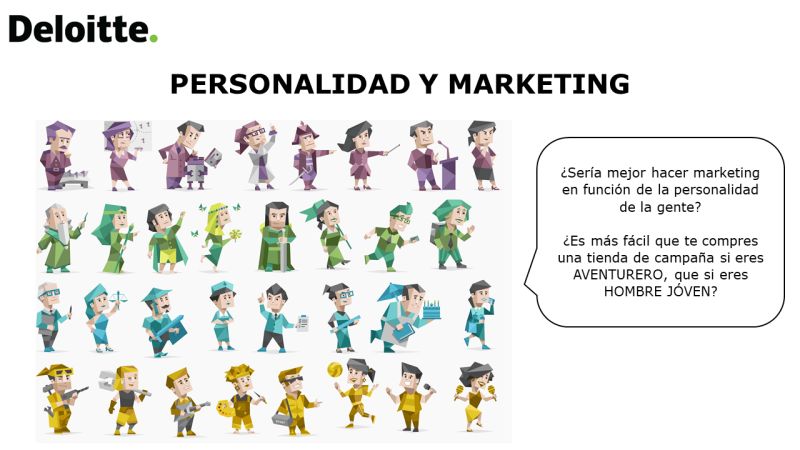 Deloitte.
PERSONALIDAD Y MARKETING
¿Sería mejor hacer marketing
en función de la personalidad
de la gente?
¿Es más fácil que te compres
una tienda de campaña si eres
AVENTURERO, que si eres
HOMBRE JÓVEN?